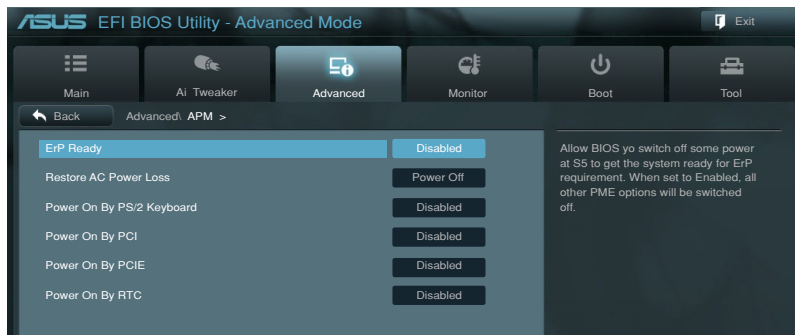 ASUS EFI BIOS Utility - Advanced Mode
Exit
Main
Ai Tweaker
Advanced
Monitor
Boot
Tool
Back
Advanced\ APM >
ErP Ready Disabled
Restore AC Power Loss Power Off
Power On By PS/2 Keyboard Disabled
Power On By PCI Disabled
Power On By PCIE Disabled
Power On By RTC Disabled
Allow BIOS yo switch off some power
at S5 to get the system ready for ErP
requirement. When set to Enabled, all
other PME options will be switched
off.